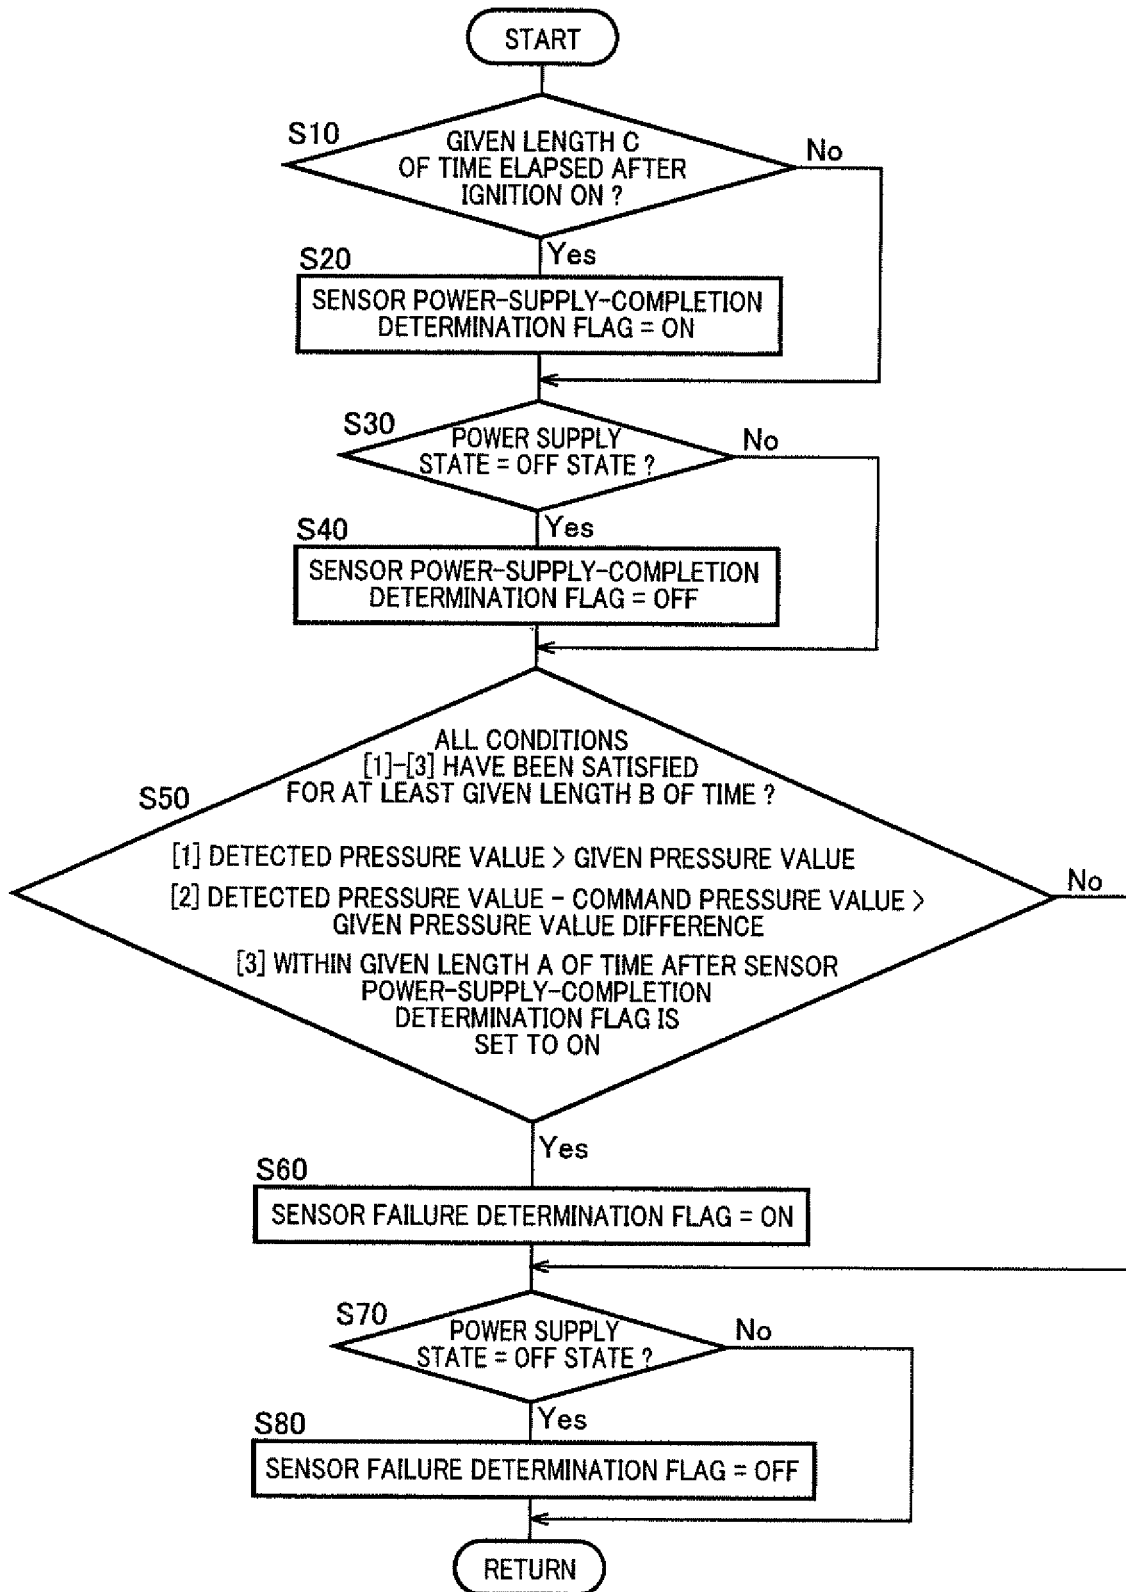 START
S10
GIVEN LENGTH C
OF TIME ELAPSED AFTER
IGNITION ON ?
No
Yes
S20
SENSOR POWER-SUPPLY-COMPLETION
DETERMINATION FLAG = ON
S30
POWER SUPPLY
STATE = OFF STATE ?
No
Yes
S40
SENSOR POWER-SUPPLY-COMPLETION
DETERMINATION FLAG = OFF
S50
ALL CONDITIONS
[1]-[3] HAVE BEEN SATISFIED
FOR AT LEAST GIVEN LENGTH B OF TIME ?
[1] DETECTED PRESSURE VALUE > GIVEN PRESSURE VALUE
[2] DETECTED PRESSURE VALUE - COMMAND PRESSURE VALUE >
GIVEN PRESSURE VALUE DIFFERENCE
[3] WITHIN GIVEN LENGTH A OF TIME AFTER SENSOR
POWER-SUPPLY-COMPLETION
DETERMINATION FLAG IS
SET TO ON
No
Yes
S60
SENSOR FAILURE DETERMINATION FLAG = ON
S70
POWER SUPPLY
STATE = OFF STATE ?
No
Yes
S80
SENSOR FAILURE DETERMINATION FLAG = OFF
RETURN